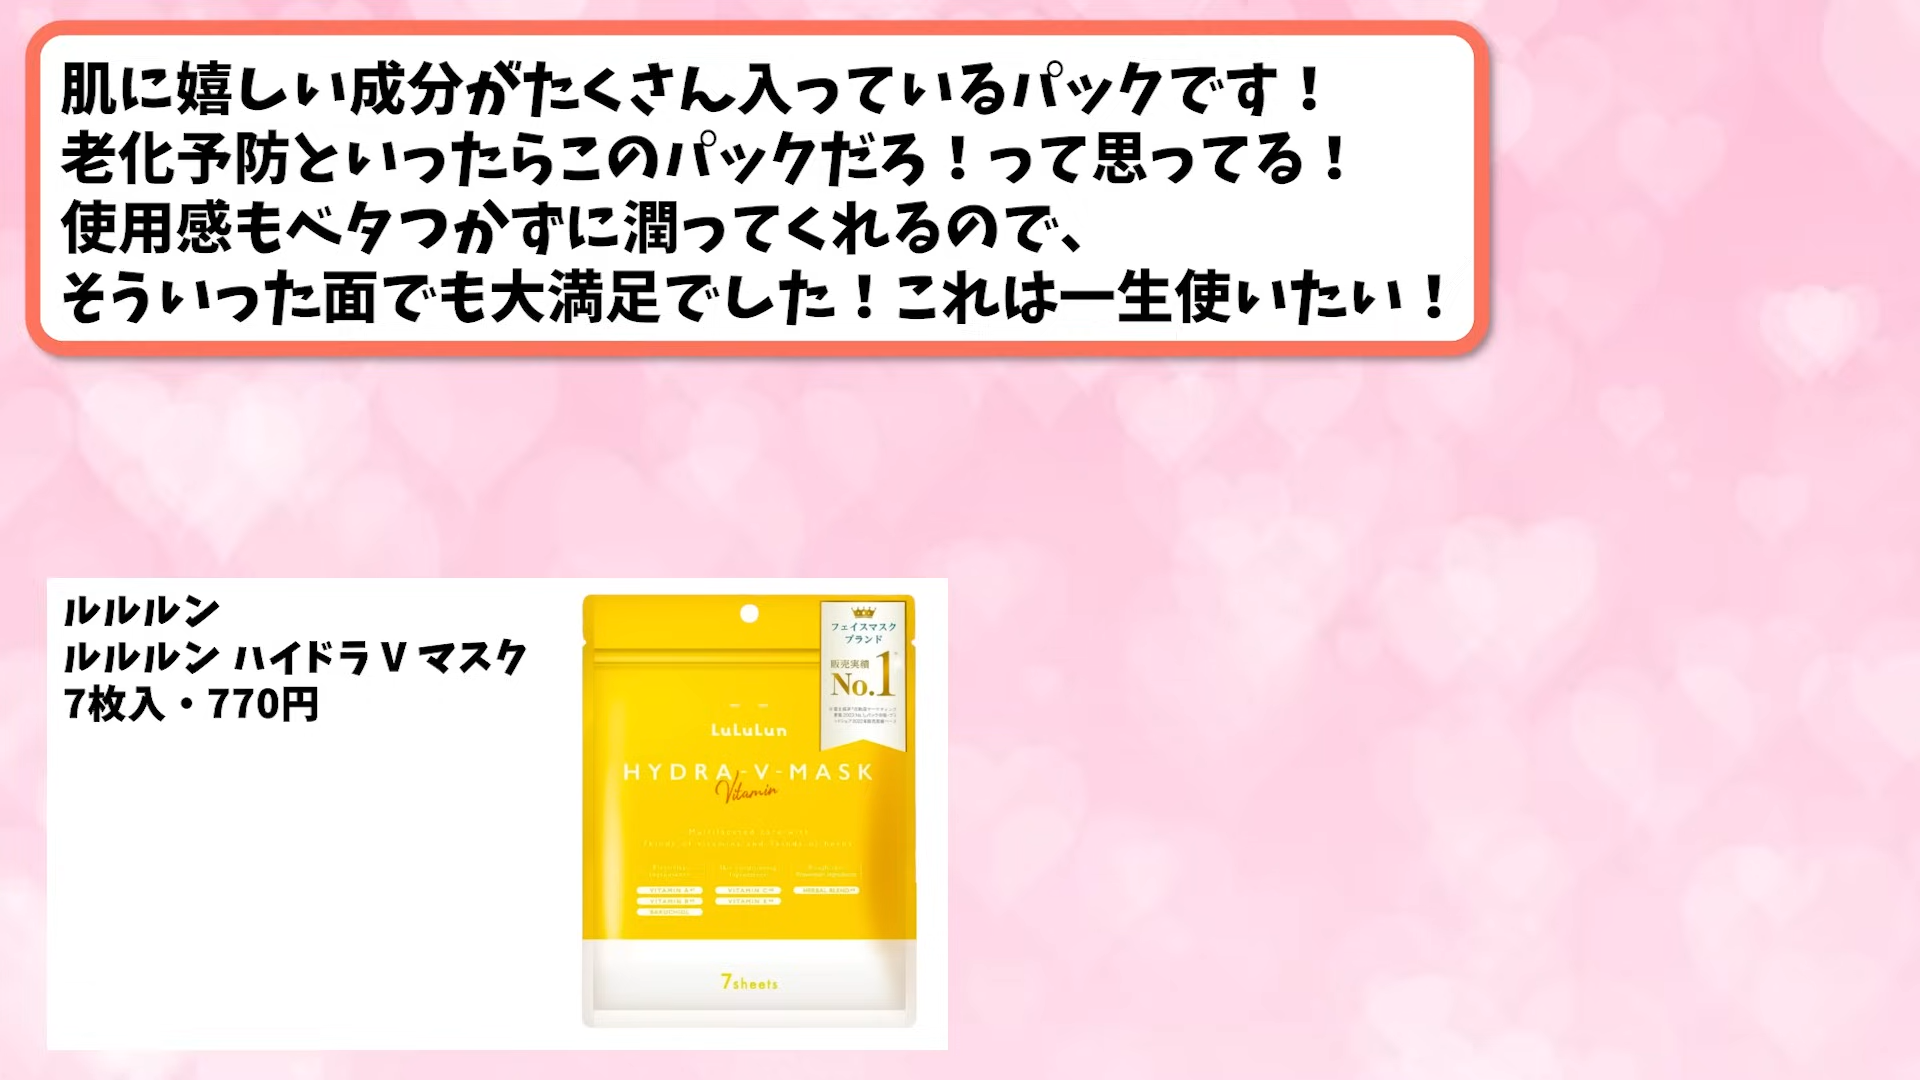 肌に嬉しい成分がたくさん入っているパックです！
老化予防といったらこのパックだろ！って思ってる！
使用感もベタつかずに潤ってくれるので、
そういった面でも大満足でした！これは一生使いたい！
ルルルン
ルルルン ハイドラ V マスク
7枚入・770円
フェイスマスク
ブランド
販売実績
No.1
LuLuLun
HYDRA-V-MASK
Vitamin
VITAMIN C
HERBAL BLEND
BAKUCHIOL
7sheets